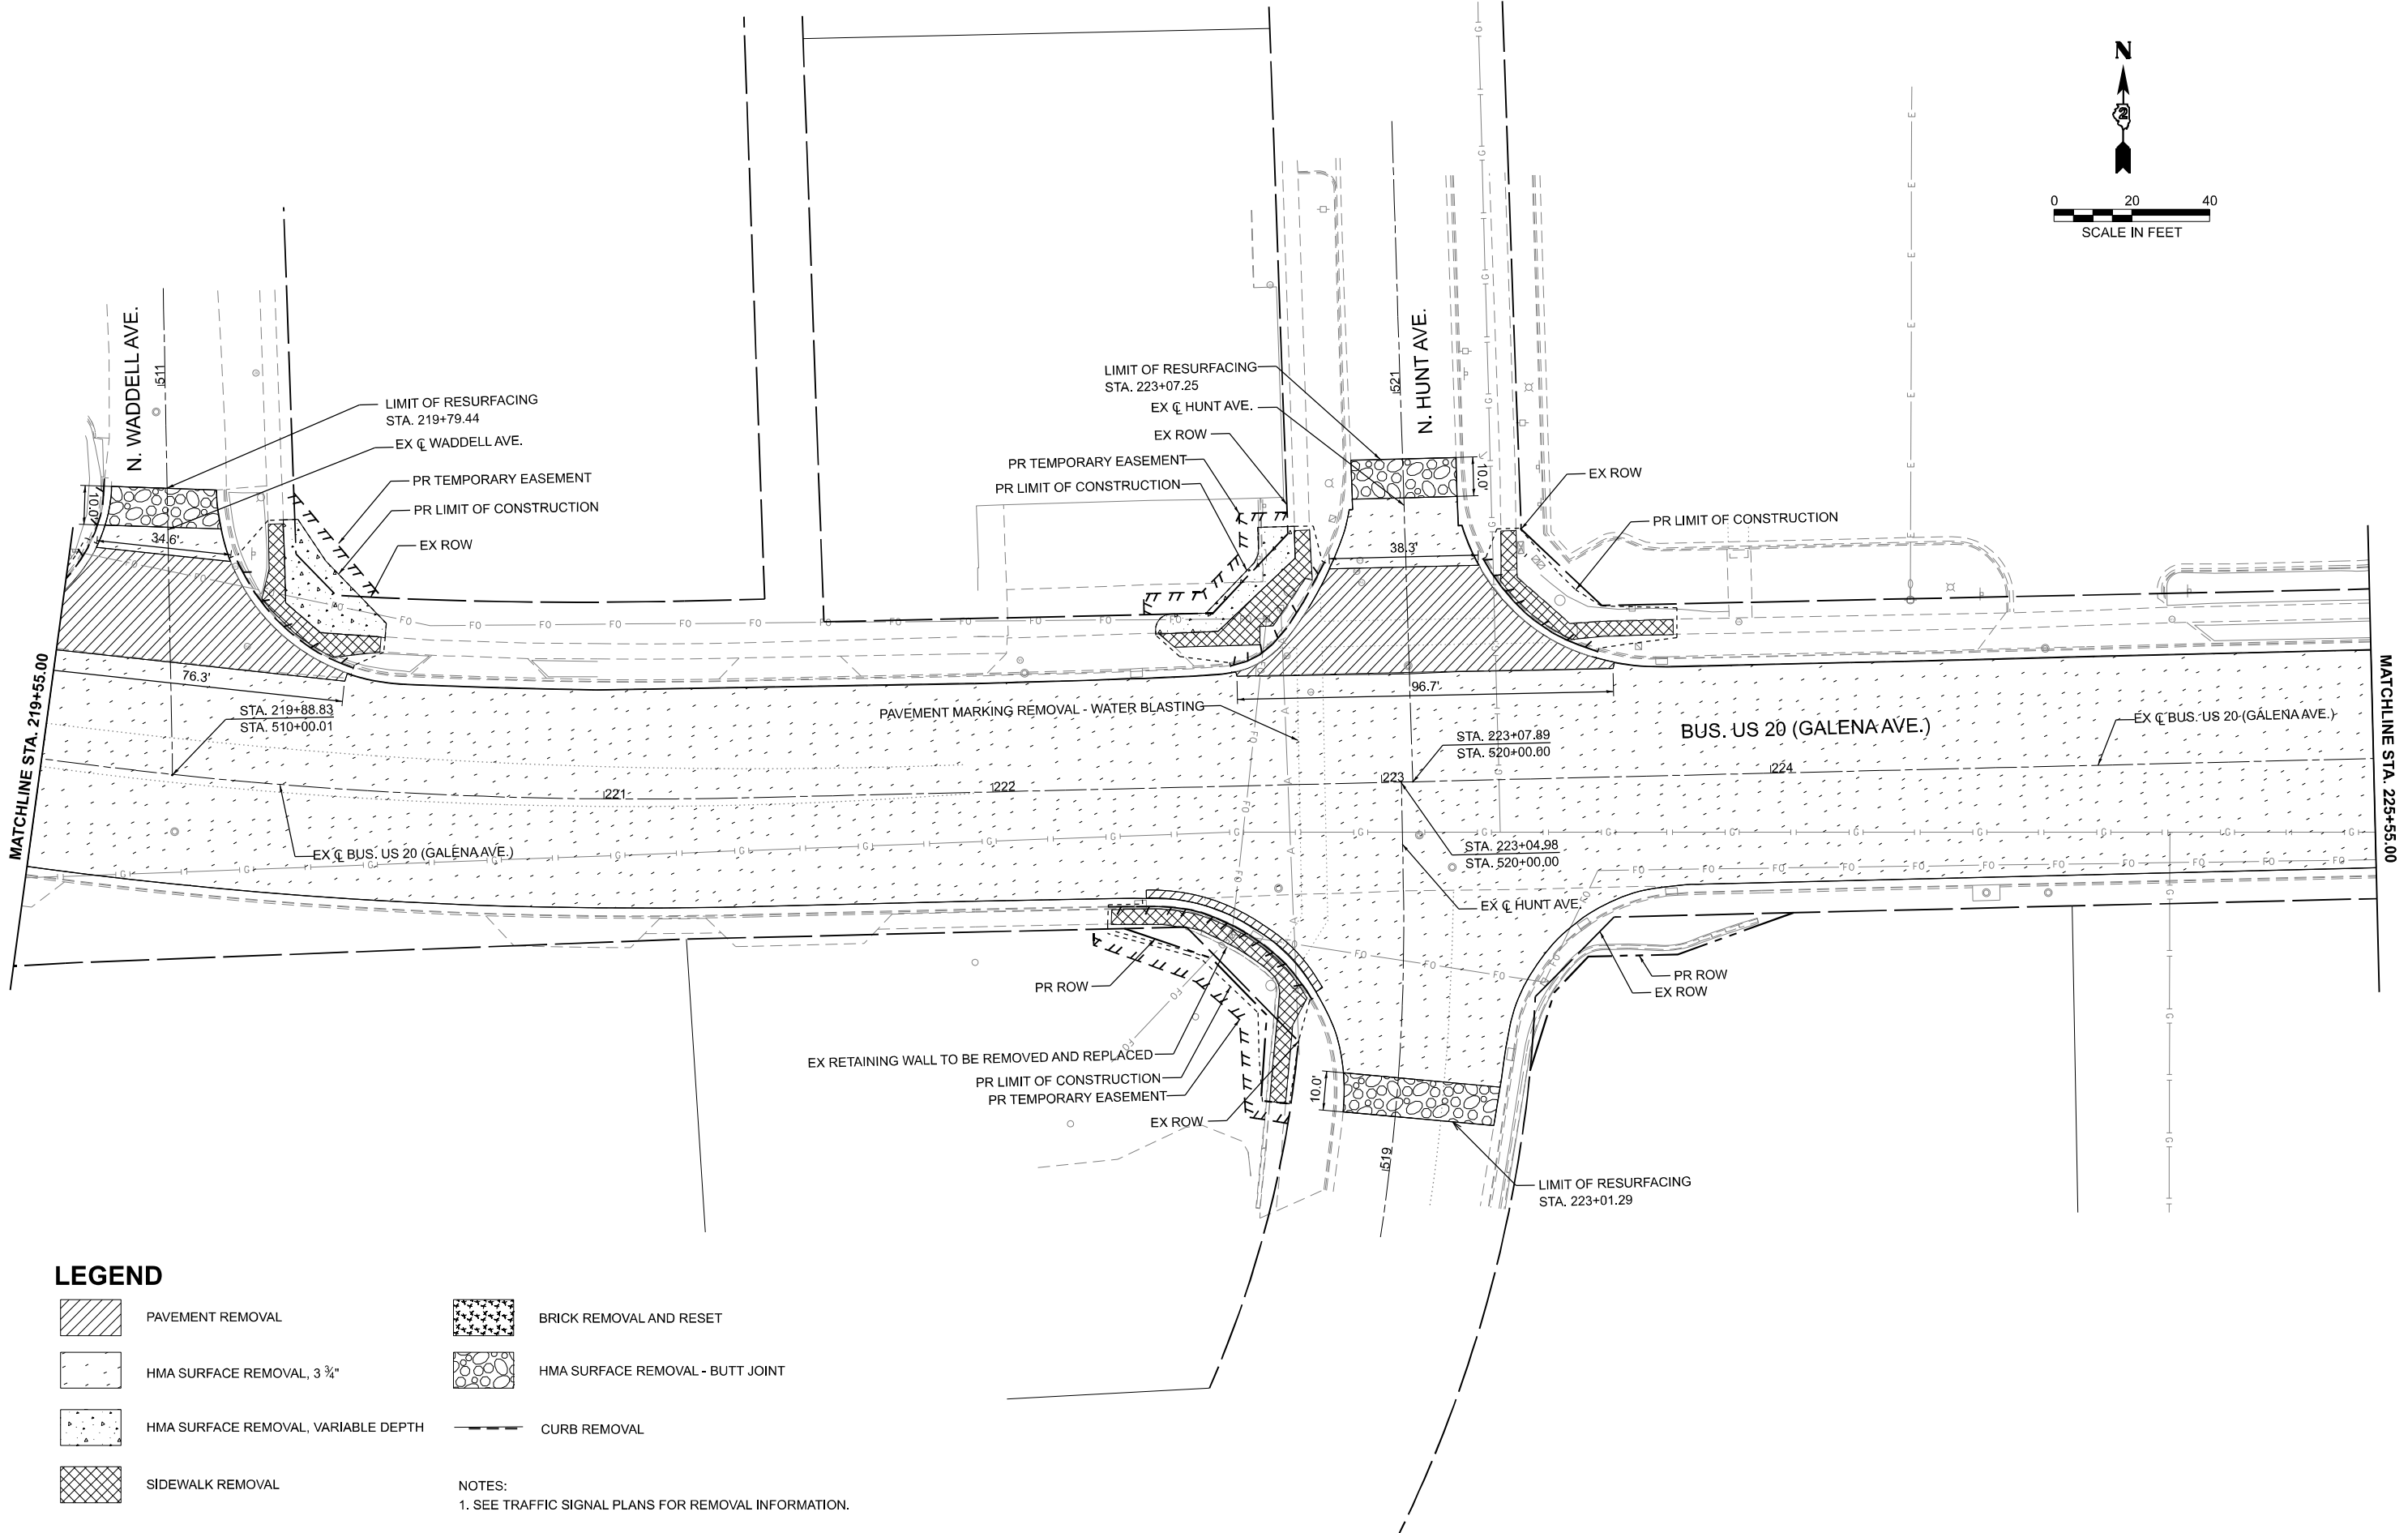 N
2
0 20 40
SCALE IN FEET
N. WADDELL AVE.
511
LIMIT OF RESURFACING
STA. 219+79.44
EX ℄ WADDELL AVE.
PR TEMPORARY EASEMENT
PR LIMIT OF CONSTRUCTION
EX ROW
10.0'
34.6'
76.3'
STA. 219+88.83
STA. 510+00.01
MATCHLINE STA. 219+55.00
LIMIT OF RESURFACING
STA. 223+07.25
EX ℄ HUNT AVE.
EX ROW
PR TEMPORARY EASEMENT
PR LIMIT OF CONSTRUCTION
521
N. HUNT AVE.
10.0'
38.3'
EX ROW
PR LIMIT OF CONSTRUCTION
96.7'
PAVEMENT MARKING REMOVAL - WATER BLASTING
STA. 223+07.89
STA. 520+00.00
BUS. US 20 (GALENA AVE.)
EX ℄ BUS. US 20 (GALENA AVE.)
MATCHLINE STA. 225+55.00
221
222
223
224
EX ℄ BUS. US 20 (GALENA AVE.)
STA. 223+04.98
STA. 520+00.00
EX ℄ HUNT AVE.
PR ROW
PR ROW
EX ROW
EX RETAINING WALL TO BE REMOVED AND REPLACED
PR LIMIT OF CONSTRUCTION
PR TEMPORARY EASEMENT
EX ROW
10.0'
519
LIMIT OF RESURFACING
STA. 223+01.29
LEGEND
PAVEMENT REMOVAL
HMA SURFACE REMOVAL, 3 ¾"
HMA SURFACE REMOVAL, VARIABLE DEPTH
SIDEWALK REMOVAL
BRICK REMOVAL AND RESET
HMA SURFACE REMOVAL - BUTT JOINT
CURB REMOVAL
NOTES:
1. SEE TRAFFIC SIGNAL PLANS FOR REMOVAL INFORMATION.